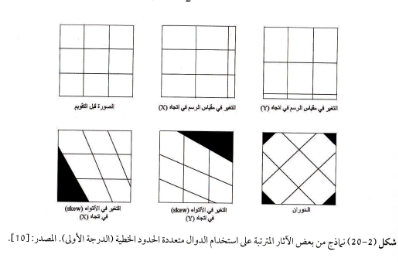 التغير في مقياس الرسم في اتجاه (Y)
التغير في مقياس الرسم في اتجاه (X)
الصورة قبل التقويم
الدوران
التغير في الالتواء (skew)
في اتجاه (Y)
التغير في الالتواء (skew)
في اتجاه (X)
شكل (2-20) نماذج من بعض الآثار المترتبة على استخدام الدوال متعددة الحدود الخطية (الدرجة الأولى). المصدر: [10].